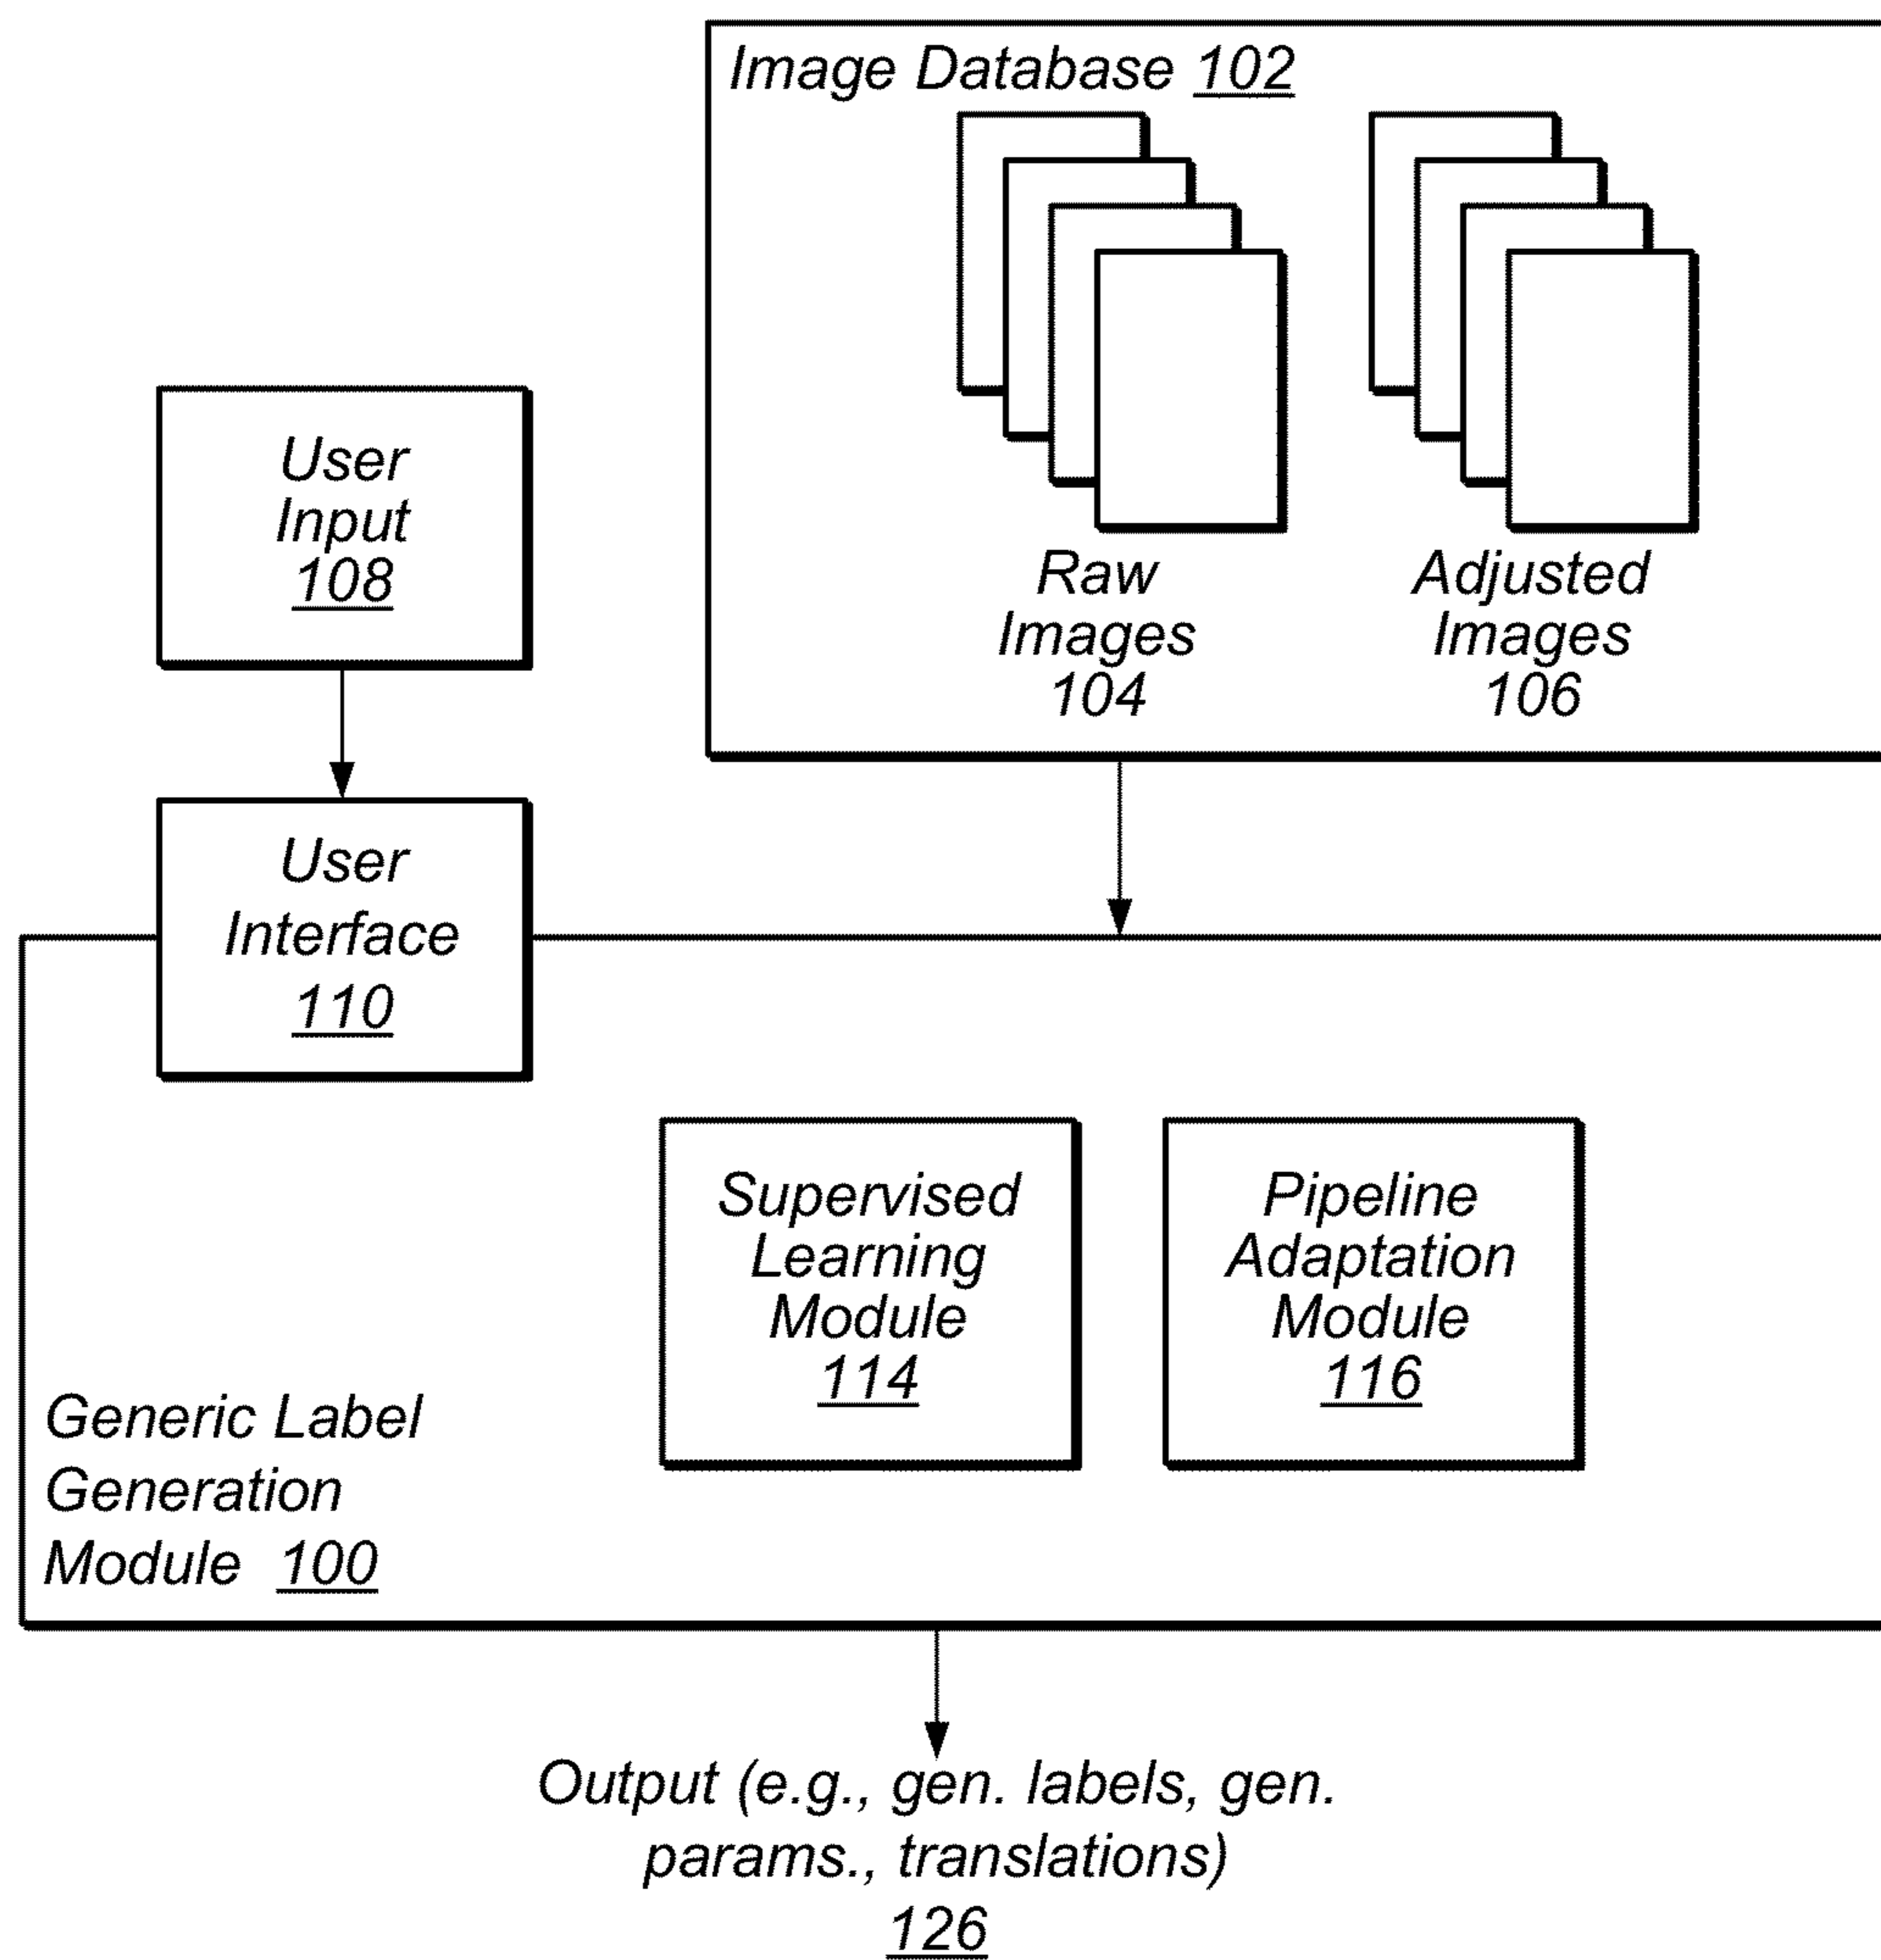 Image Database 102
Raw
Images
104
Adjusted
Images
106
User
Input
108
User
Interface
110
Supervised
Learning
Module
114
Pipeline
Adaptation
Module
116
Generic Label
Generation
Module 100
Output (e.g., gen. labels, gen.
params., translations)
126